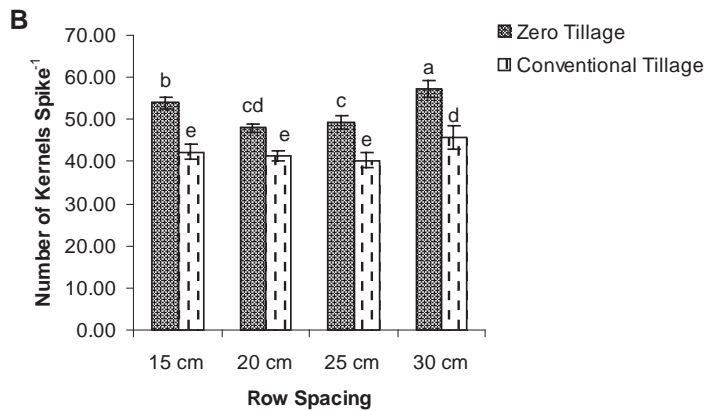 B
Number of Kernels Spike⁻¹
70.00
60.00
50.00
40.00
30.00
20.00
10.00
0.00
b
e
cd
e
c
e
a
d
15 cm
20 cm
25 cm
30 cm
Row Spacing
Zero Tillage
Conventional Tillage